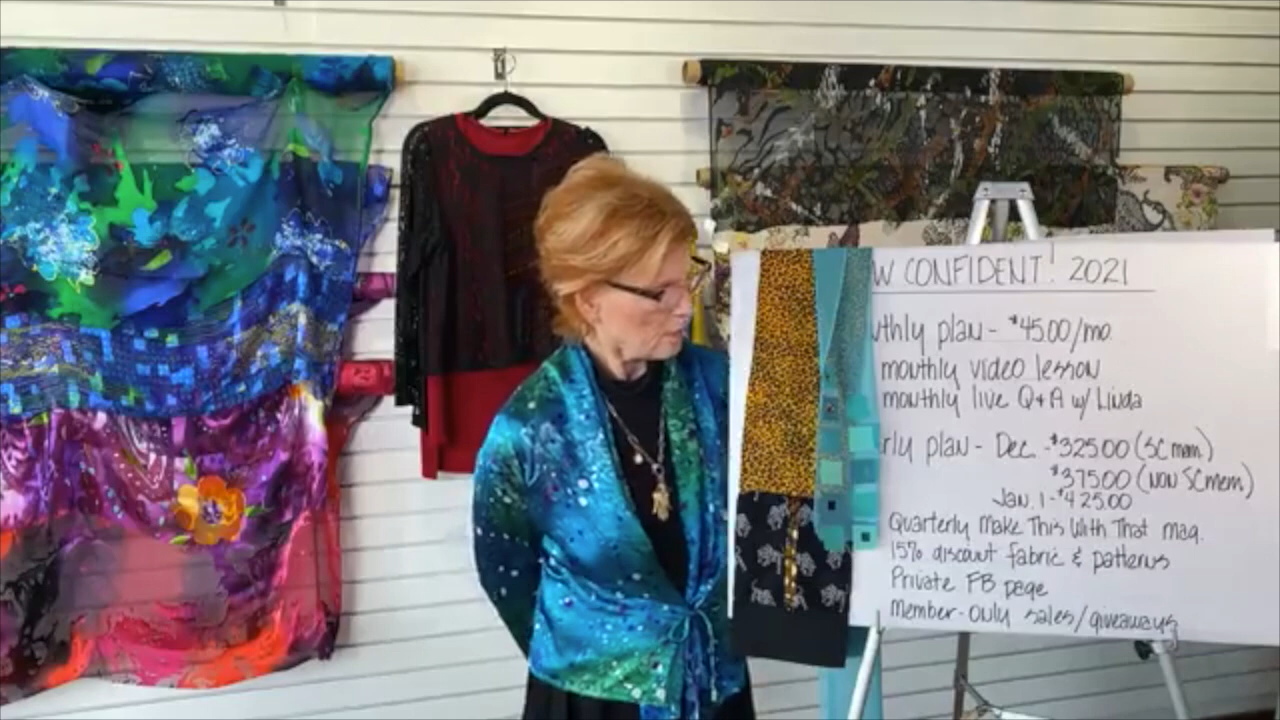 W CONFIDENT! 2021
thly plan - $45.00/mo.
monthly video lesson
monthly live Q+A w/ Linda
rly plan - Dec. - $325.00 (SC mem.)
$375.00 (NON SC mem.)
Jan. 1 - $425.00
Quarterly Make This With That mag.
15% discount fabric & patterns
Private FB page
Member-Only sales/giveaways